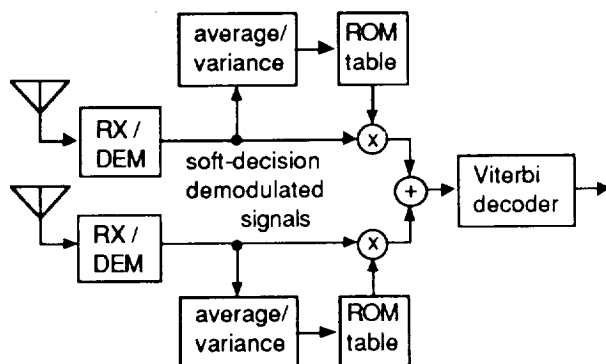 average/
variance
ROM
table
RX /
DEM
x
soft-decision
demodulated
signals
+
Viterbi
decoder
RX /
DEM
x
average/
variance
ROM
table